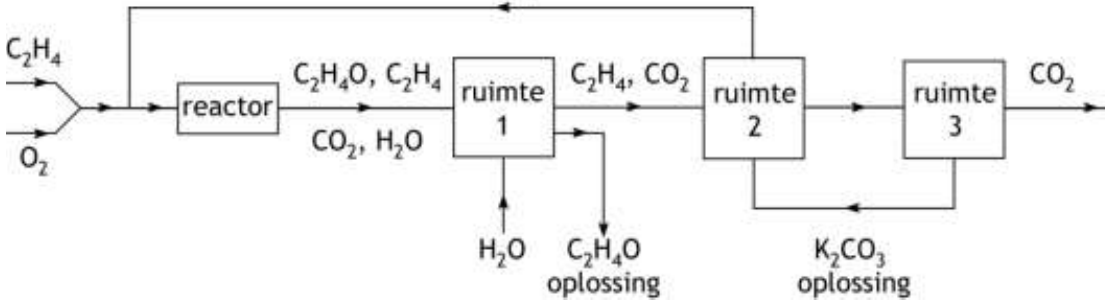 C₂H₄
O₂
reactor
C₂H₄O, C₂H₄
CO₂, H₂O
ruimte
1
H₂O
C₂H₄O
oplossing
C₂H₄, CO₂
ruimte
2
ruimte
3
K₂CO₃
oplossing
CO₂